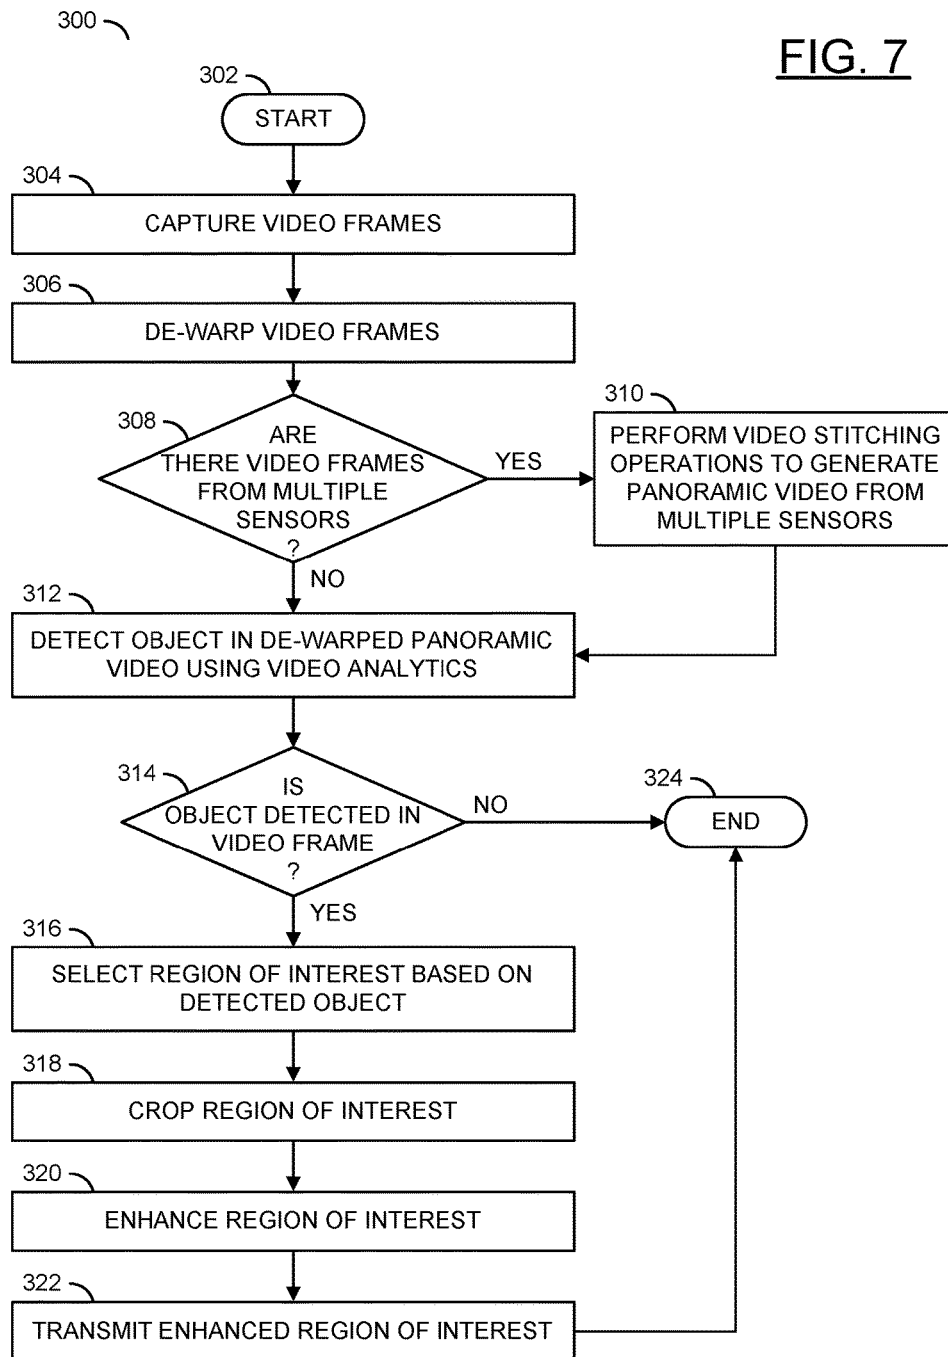 300
FIG. 7
302
START
304
CAPTURE VIDEO FRAMES
306
DE-WARP VIDEO FRAMES
308
ARE
THERE VIDEO FRAMES
FROM MULTIPLE
SENSORS
?
YES
310
PERFORM VIDEO STITCHING
OPERATIONS TO GENERATE
PANORAMIC VIDEO FROM
MULTIPLE SENSORS
NO
312
DETECT OBJECT IN DE-WARPED PANORAMIC
VIDEO USING VIDEO ANALYTICS
314
IS
OBJECT DETECTED IN
VIDEO FRAME
?
NO
324
END
YES
316
SELECT REGION OF INTEREST BASED ON
DETECTED OBJECT
318
CROP REGION OF INTEREST
320
ENHANCE REGION OF INTEREST
322
TRANSMIT ENHANCED REGION OF INTEREST